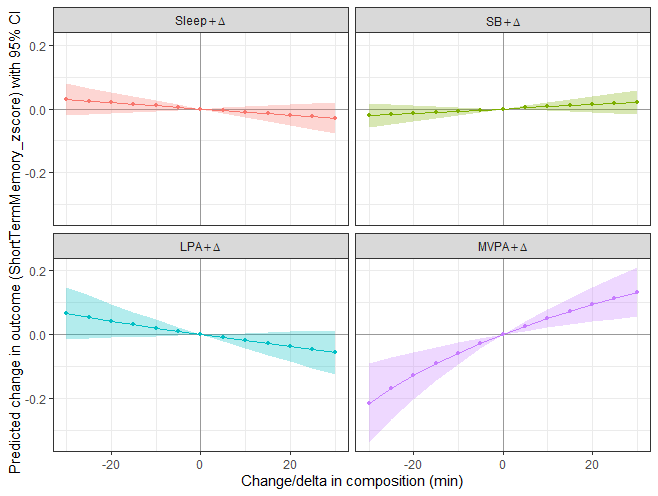 Sleep+Δ
SB+Δ
0.2
0.0
-0.2
LPA+Δ
MVPA+Δ
0.2
0.0
-0.2
-20
0
20
-20
0
20
Change/delta in composition (min)
Predicted change in outcome (ShortTermMemory_zscore) with 95% CI